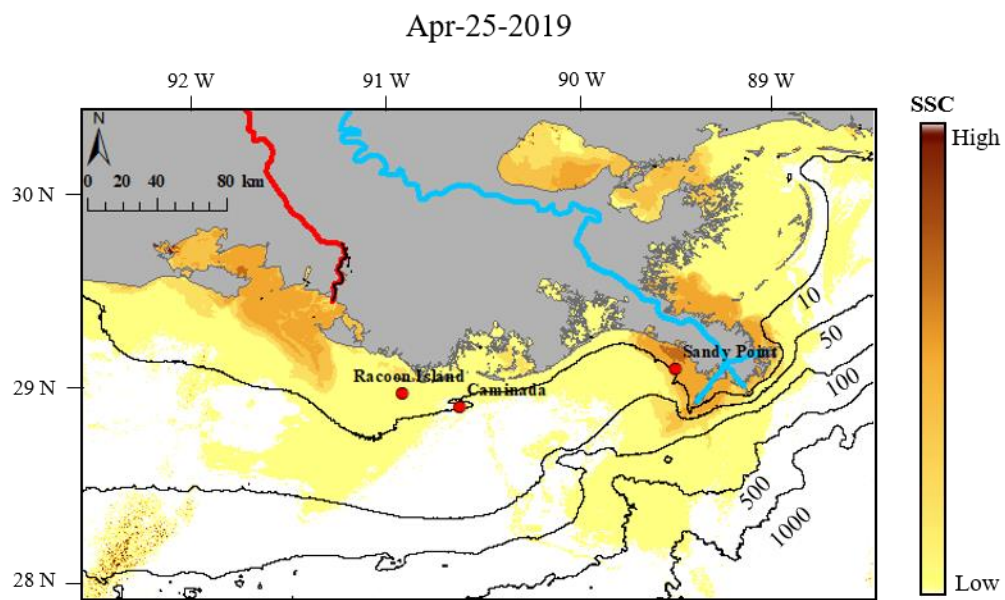 Apr-25-2019
92 W 91 W 90 W 89 W
SSC
N
High
0 20 40 80 km
30 N
10
50
Sandy Point
100
Racoon Island
29 N
Caminada
500
1000
28 N
Low